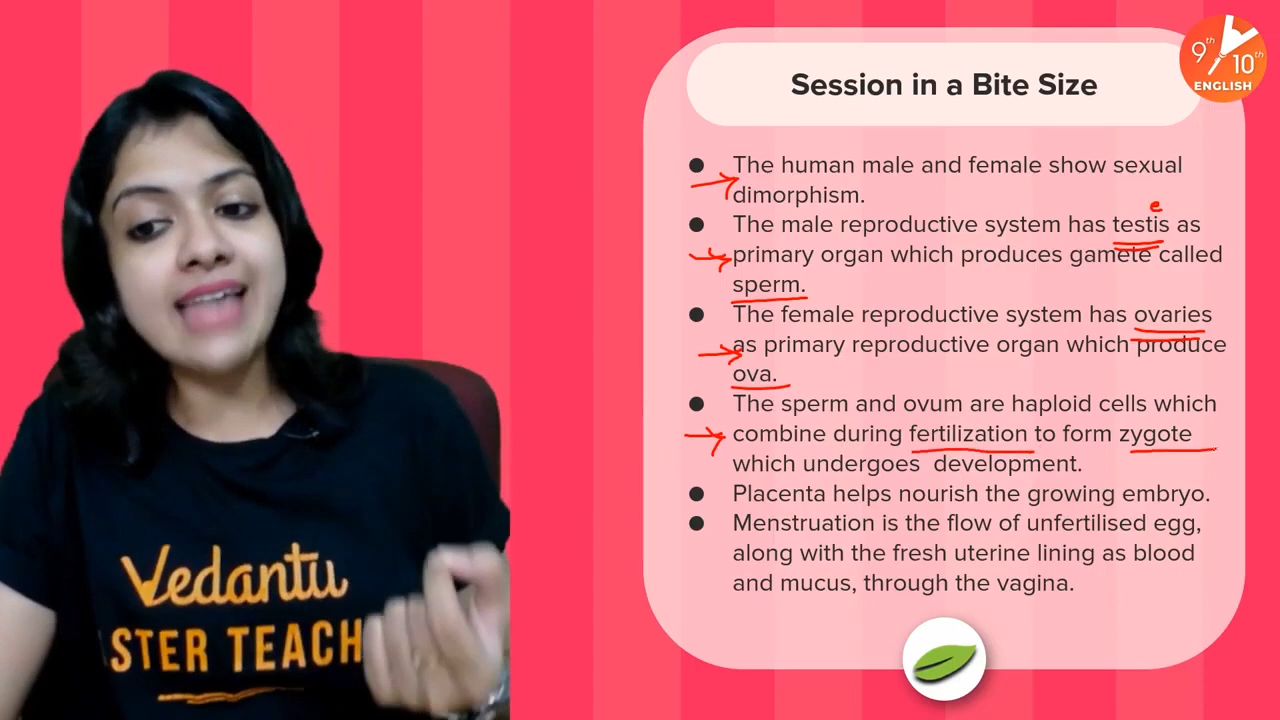 Session in a Bite Size
9th
10th
ENGLISH
● The human male and female show sexual
dimorphism.
e
● The male reproductive system has testis as
primary organ which produces gamete called
sperm.
● The female reproductive system has ovaries
as primary reproductive organ which produce
ova.
● The sperm and ovum are haploid cells which
combine during fertilization to form zygote
which undergoes development.
● Placenta helps nourish the growing embryo.
● Menstruation is the flow of unfertilised egg,
along with the fresh uterine lining as blood
and mucus, through the vagina.
Vedantu
ASTER TEACH